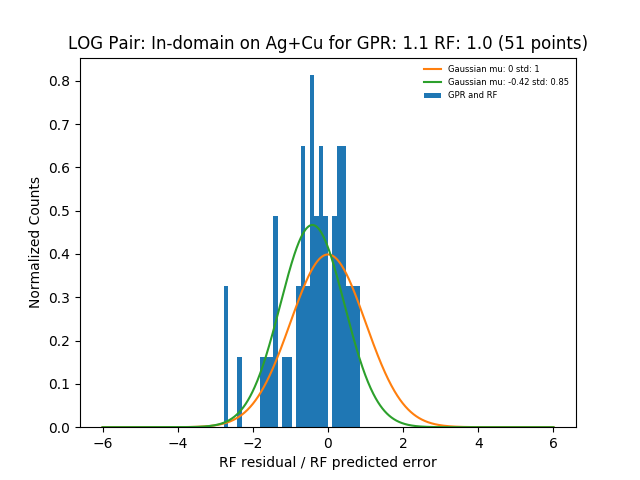 LOG Pair: In-domain on Ag+Cu for GPR: 1.1 RF: 1.0 (51 points)
Gaussian mu: 0 std: 1
Gaussian mu: -0.42 std: 0.85
GPR and RF
Normalized Counts
0.8
0.7
0.6
0.5
0.4
0.3
0.2
0.1
0.0
−6 −4 −2 0 2 4 6
RF residual / RF predicted error